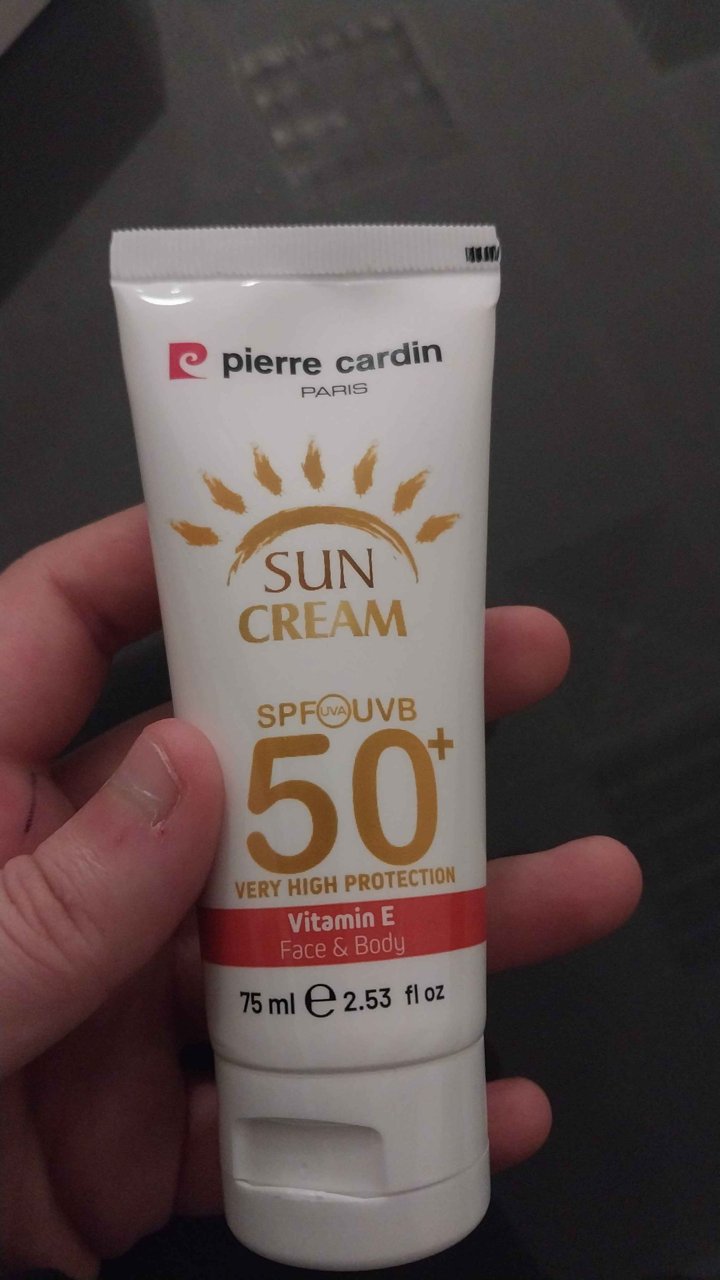 pierre cardin
PARIS
SUN
CREAM
SPF UVA UVB
50+
VERY HIGH PROTECTION
Vitamin E
Face & Body
75 ml ℮ 2.53 fl oz